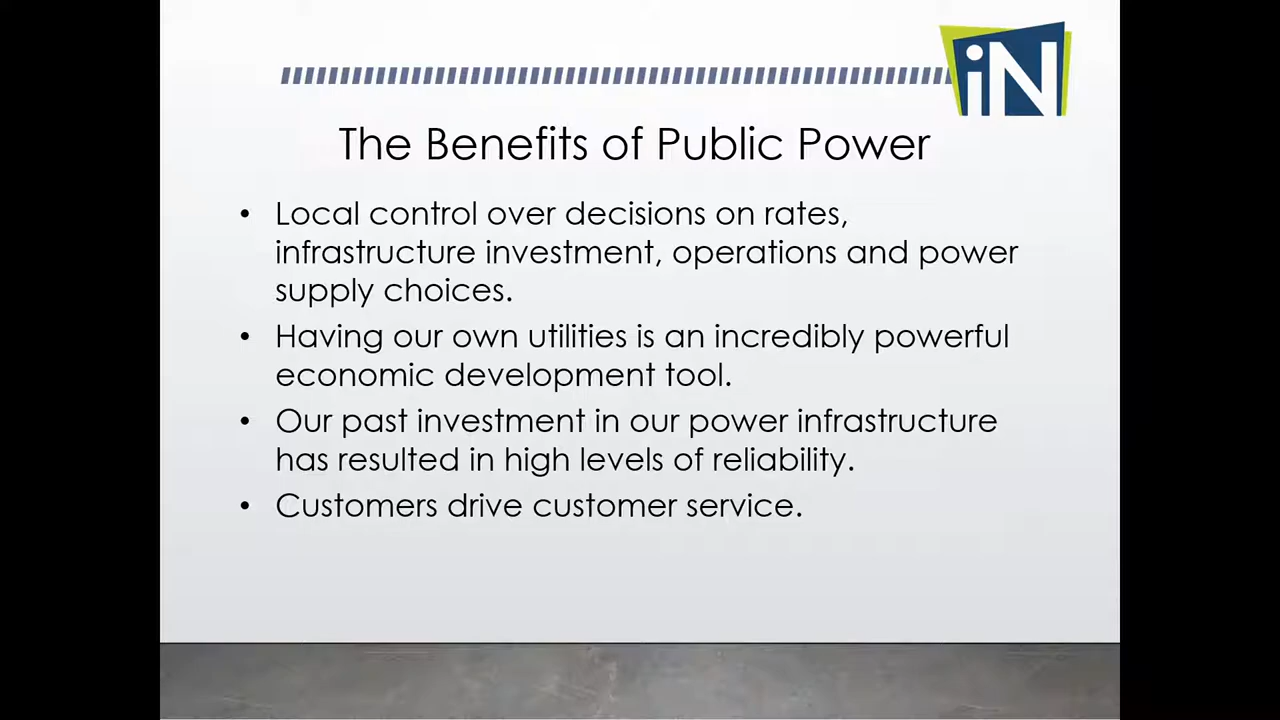 iN
The Benefits of Public Power
• Local control over decisions on rates,
infrastructure investment, operations and power
supply choices.
• Having our own utilities is an incredibly powerful
economic development tool.
• Our past investment in our power infrastructure
has resulted in high levels of reliability.
• Customers drive customer service.